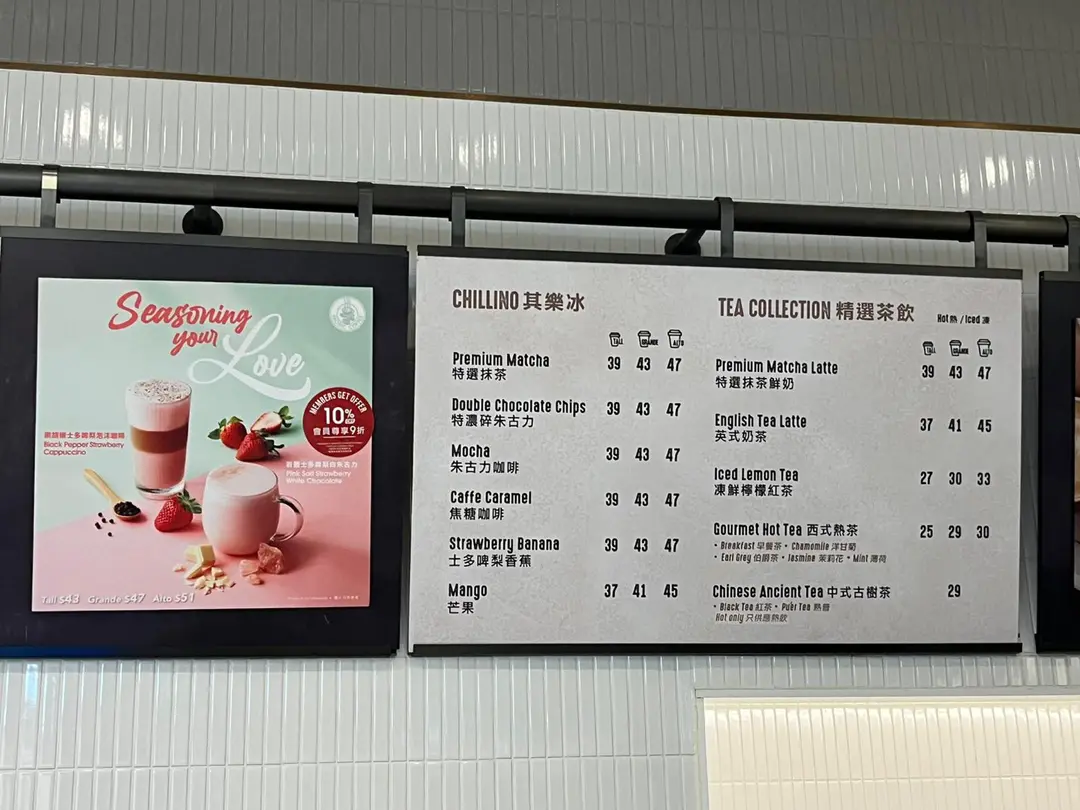 Seasoning
your
Love
MEMBERS GET OFFER
10%
會員尊享9折
Black Pepper Strawberry
Cappuccino
Pink Salt Strawberry
White Chocolate
Tall $43 Grande $47 Alto $51
CHILLINO 其樂冰
TALL GRANDE ALTO
Premium Matcha 39 43 47
特選抹茶
Double Chocolate Chips 39 43 47
特濃碎朱古力
Mocha 39 43 47
朱古力咖啡
Caffe Caramel 39 43 47
焦糖咖啡
Strawberry Banana 39 43 47
士多啤梨香蕉
Mango 37 41 45
芒果
TEA COLLECTION 精選茶飲 Hot 熱 / Iced 凍
TALL GRANDE ALTO
Premium Matcha Latte 39 43 47
特選抹茶鮮奶
English Tea Latte 37 41 45
英式奶茶
Iced Lemon Tea 27 30 33
凍鮮檸檬紅茶
Gourmet Hot Tea 西式熱茶 25 29 30
• Breakfast 早餐茶 • Chamomile 洋甘菊
• Earl Grey 伯爵茶 • Jasmine 茉莉花 • Mint 薄荷
Chinese Ancient Tea 中式古樹茶 29
• Black Tea 紅茶 • Pu'er Tea 熟普
Hot only 只供應熱飲